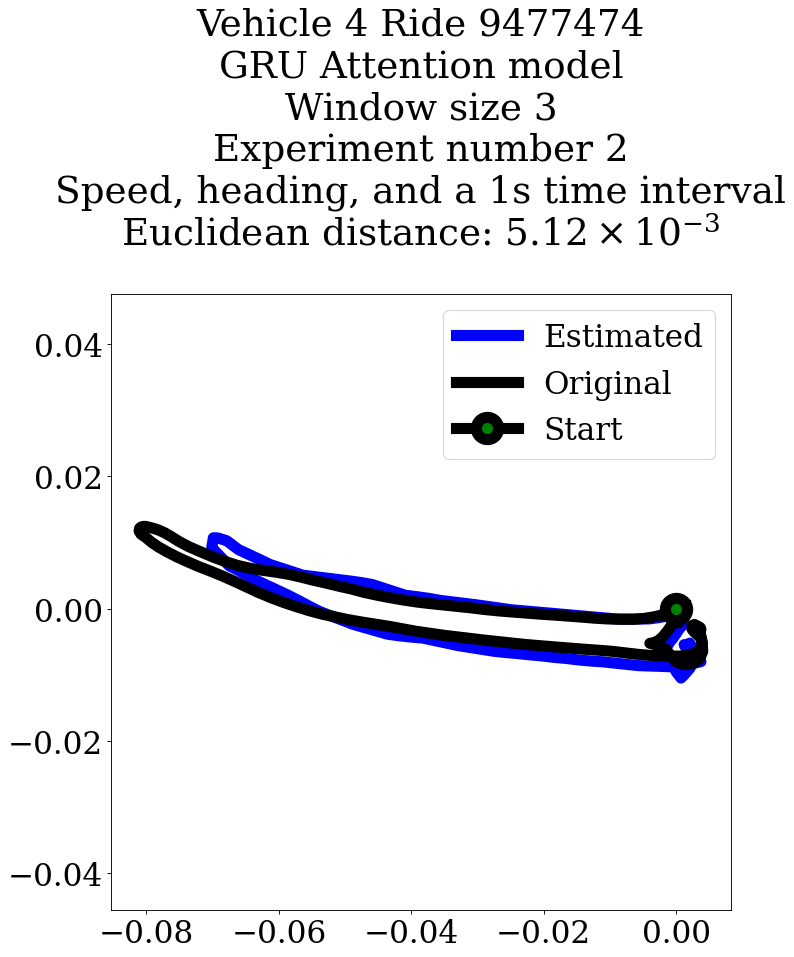 Vehicle 4 Ride 9477474
GRU Attention model
Window size 3
Experiment number 2
Speed, heading, and a 1s time interval
Euclidean distance: 5.12 × 10⁻³
Estimated
Original
Start
0.04
0.02
0.00
−0.02
−0.04
−0.08 −0.06 −0.04 −0.02 0.00